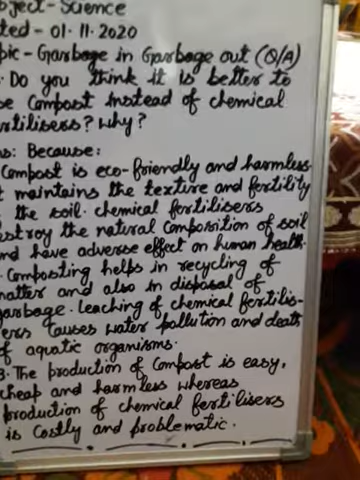 bject-Science
ted - 01·11·2020
pic - Garbage in Garbage out (Q/A)
Do you think it is better to
se compost instead of chemical
rtilisers? Why?
ns: Because:
Compost is eco-friendly and harmless.
t maintains the texture and fertility
the soil. chemical fertilisers
estroy the natural composition of soil
nd have adverse effect on human health.
. Composting helps in recycling of
matter and also in disposal of
garbage. leaching of chemical fertilis-
ers causes water pollution and death
f aquatic organisms.
3. The production of compost is easy,
cheap and harmless whereas
production of chemical fertilisers
is costly and problematic.